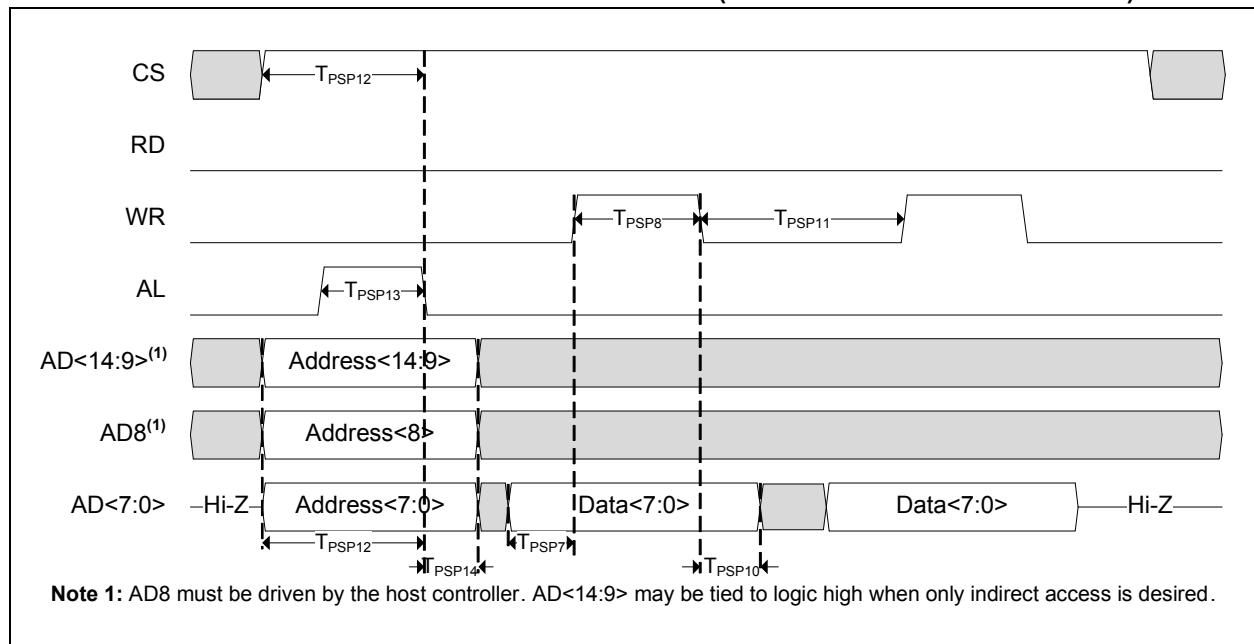 CS
T_PSP12
RD
WR
T_PSP8
T_PSP11
AL
T_PSP13
AD<14:9>(1)
Address<14:9>
AD8(1)
Address<8>
AD<7:0>
Hi-Z
Address<7:0>
Data<7:0>
Data<7:0>
Hi-Z
T_PSP12
T_PSP7
T_PSP14
T_PSP10
Note 1: AD8 must be driven by the host controller. AD<14:9> may be tied to logic high when only indirect access is desired.